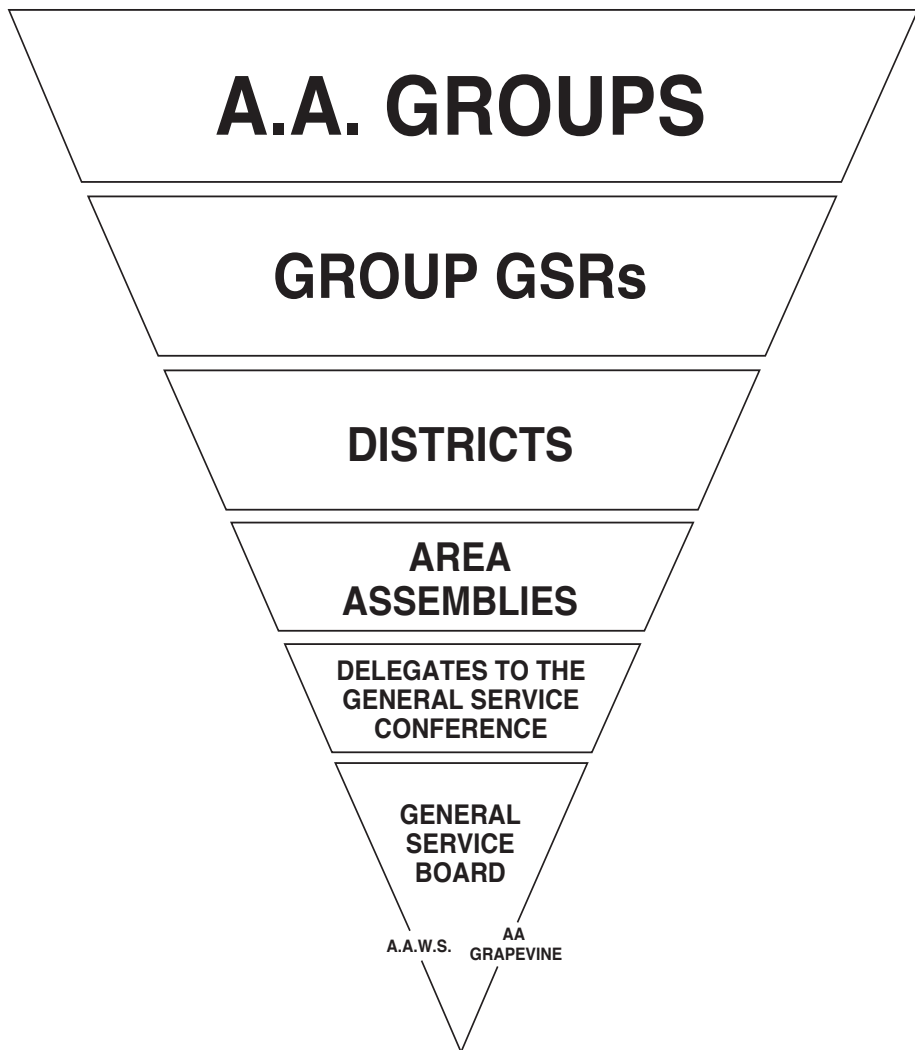 A.A. GROUPS
GROUP GSRs
DISTRICTS
AREA
ASSEMBLIES
DELEGATES TO THE
GENERAL SERVICE
CONFERENCE
GENERAL
SERVICE
BOARD
A.A.W.S.
AA
GRAPEVINE